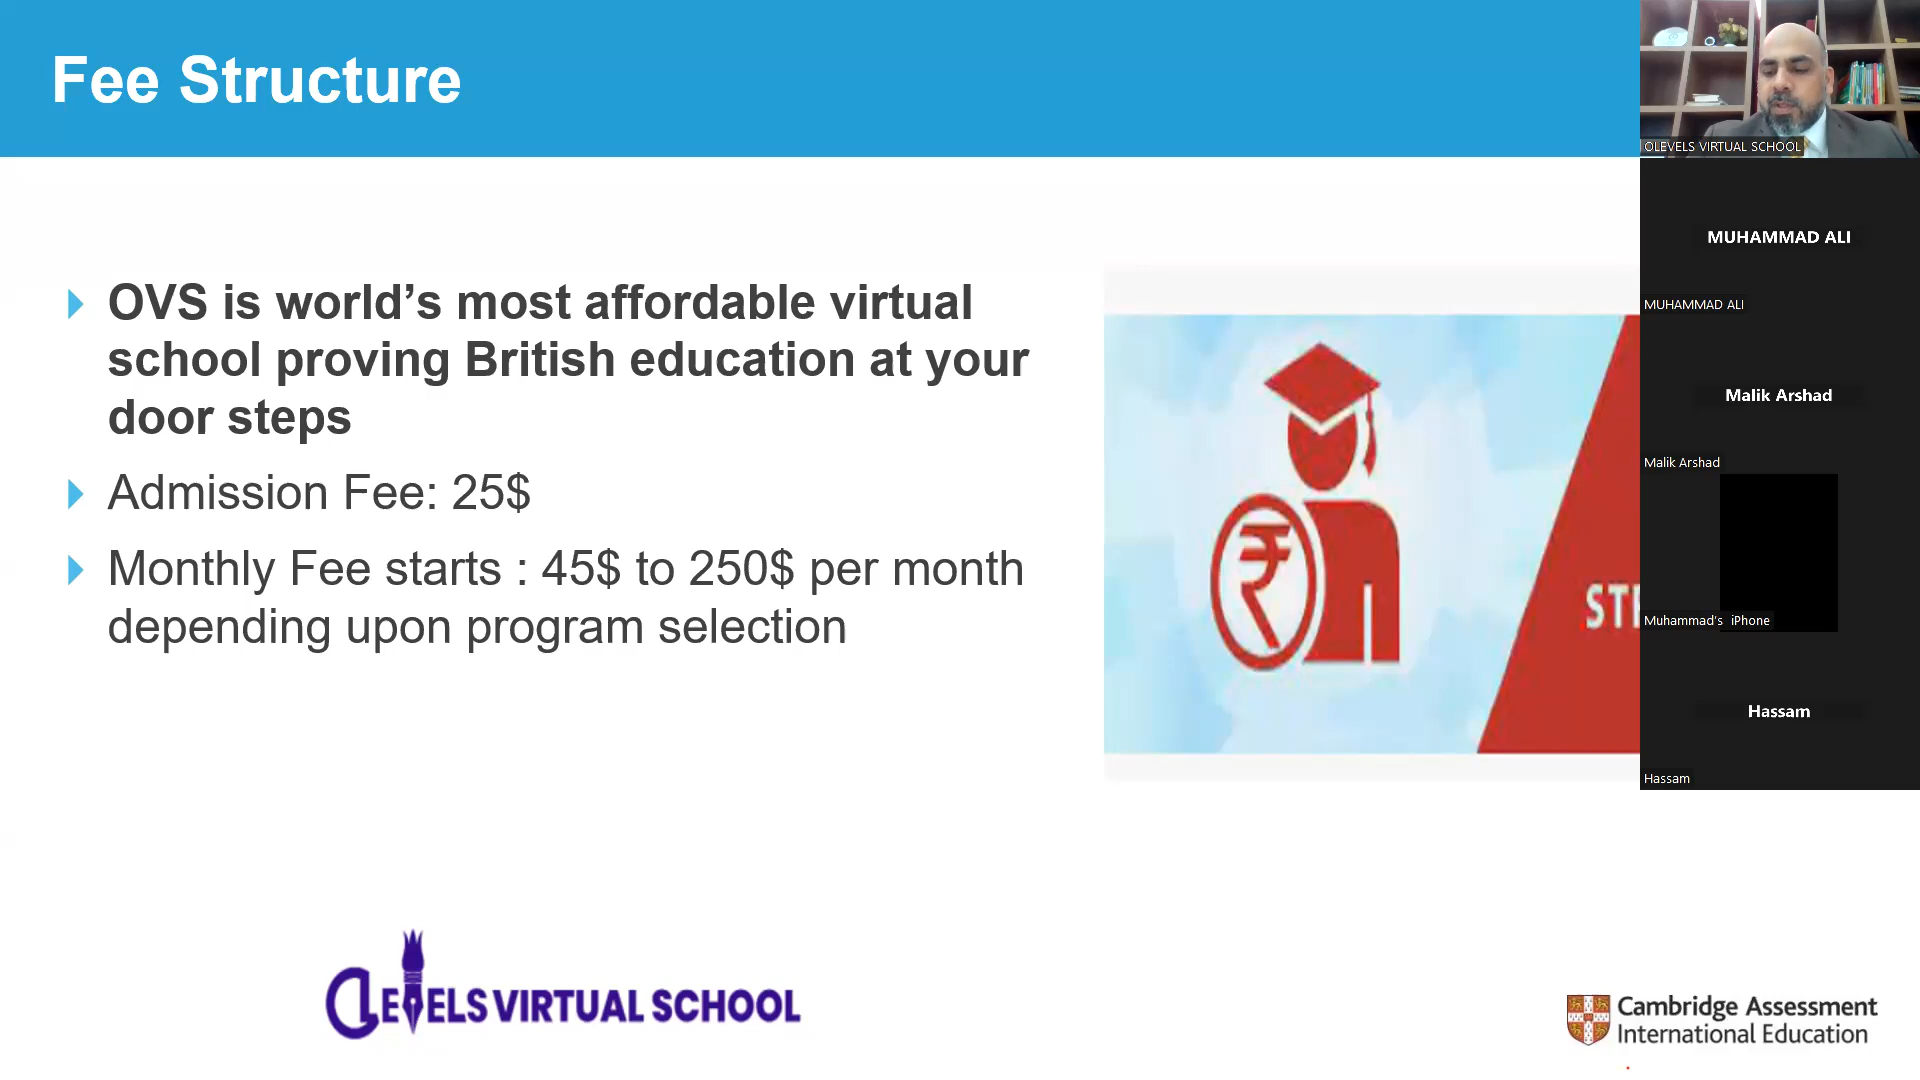 Fee Structure
OVS is world’s most affordable virtual
school proving British education at your
door steps
Admission Fee: 25$
Monthly Fee starts : 45$ to 250$ per month
depending upon program selection
OLEVELS VIRTUAL SCHOOL
Cambridge Assessment
International Education
OLEVELS VIRTUAL SCHOOL
MUHAMMAD ALI
MUHAMMAD ALI
Malik Arshad
Malik Arshad
Muhammad's iPhone
Hassam
Hassam